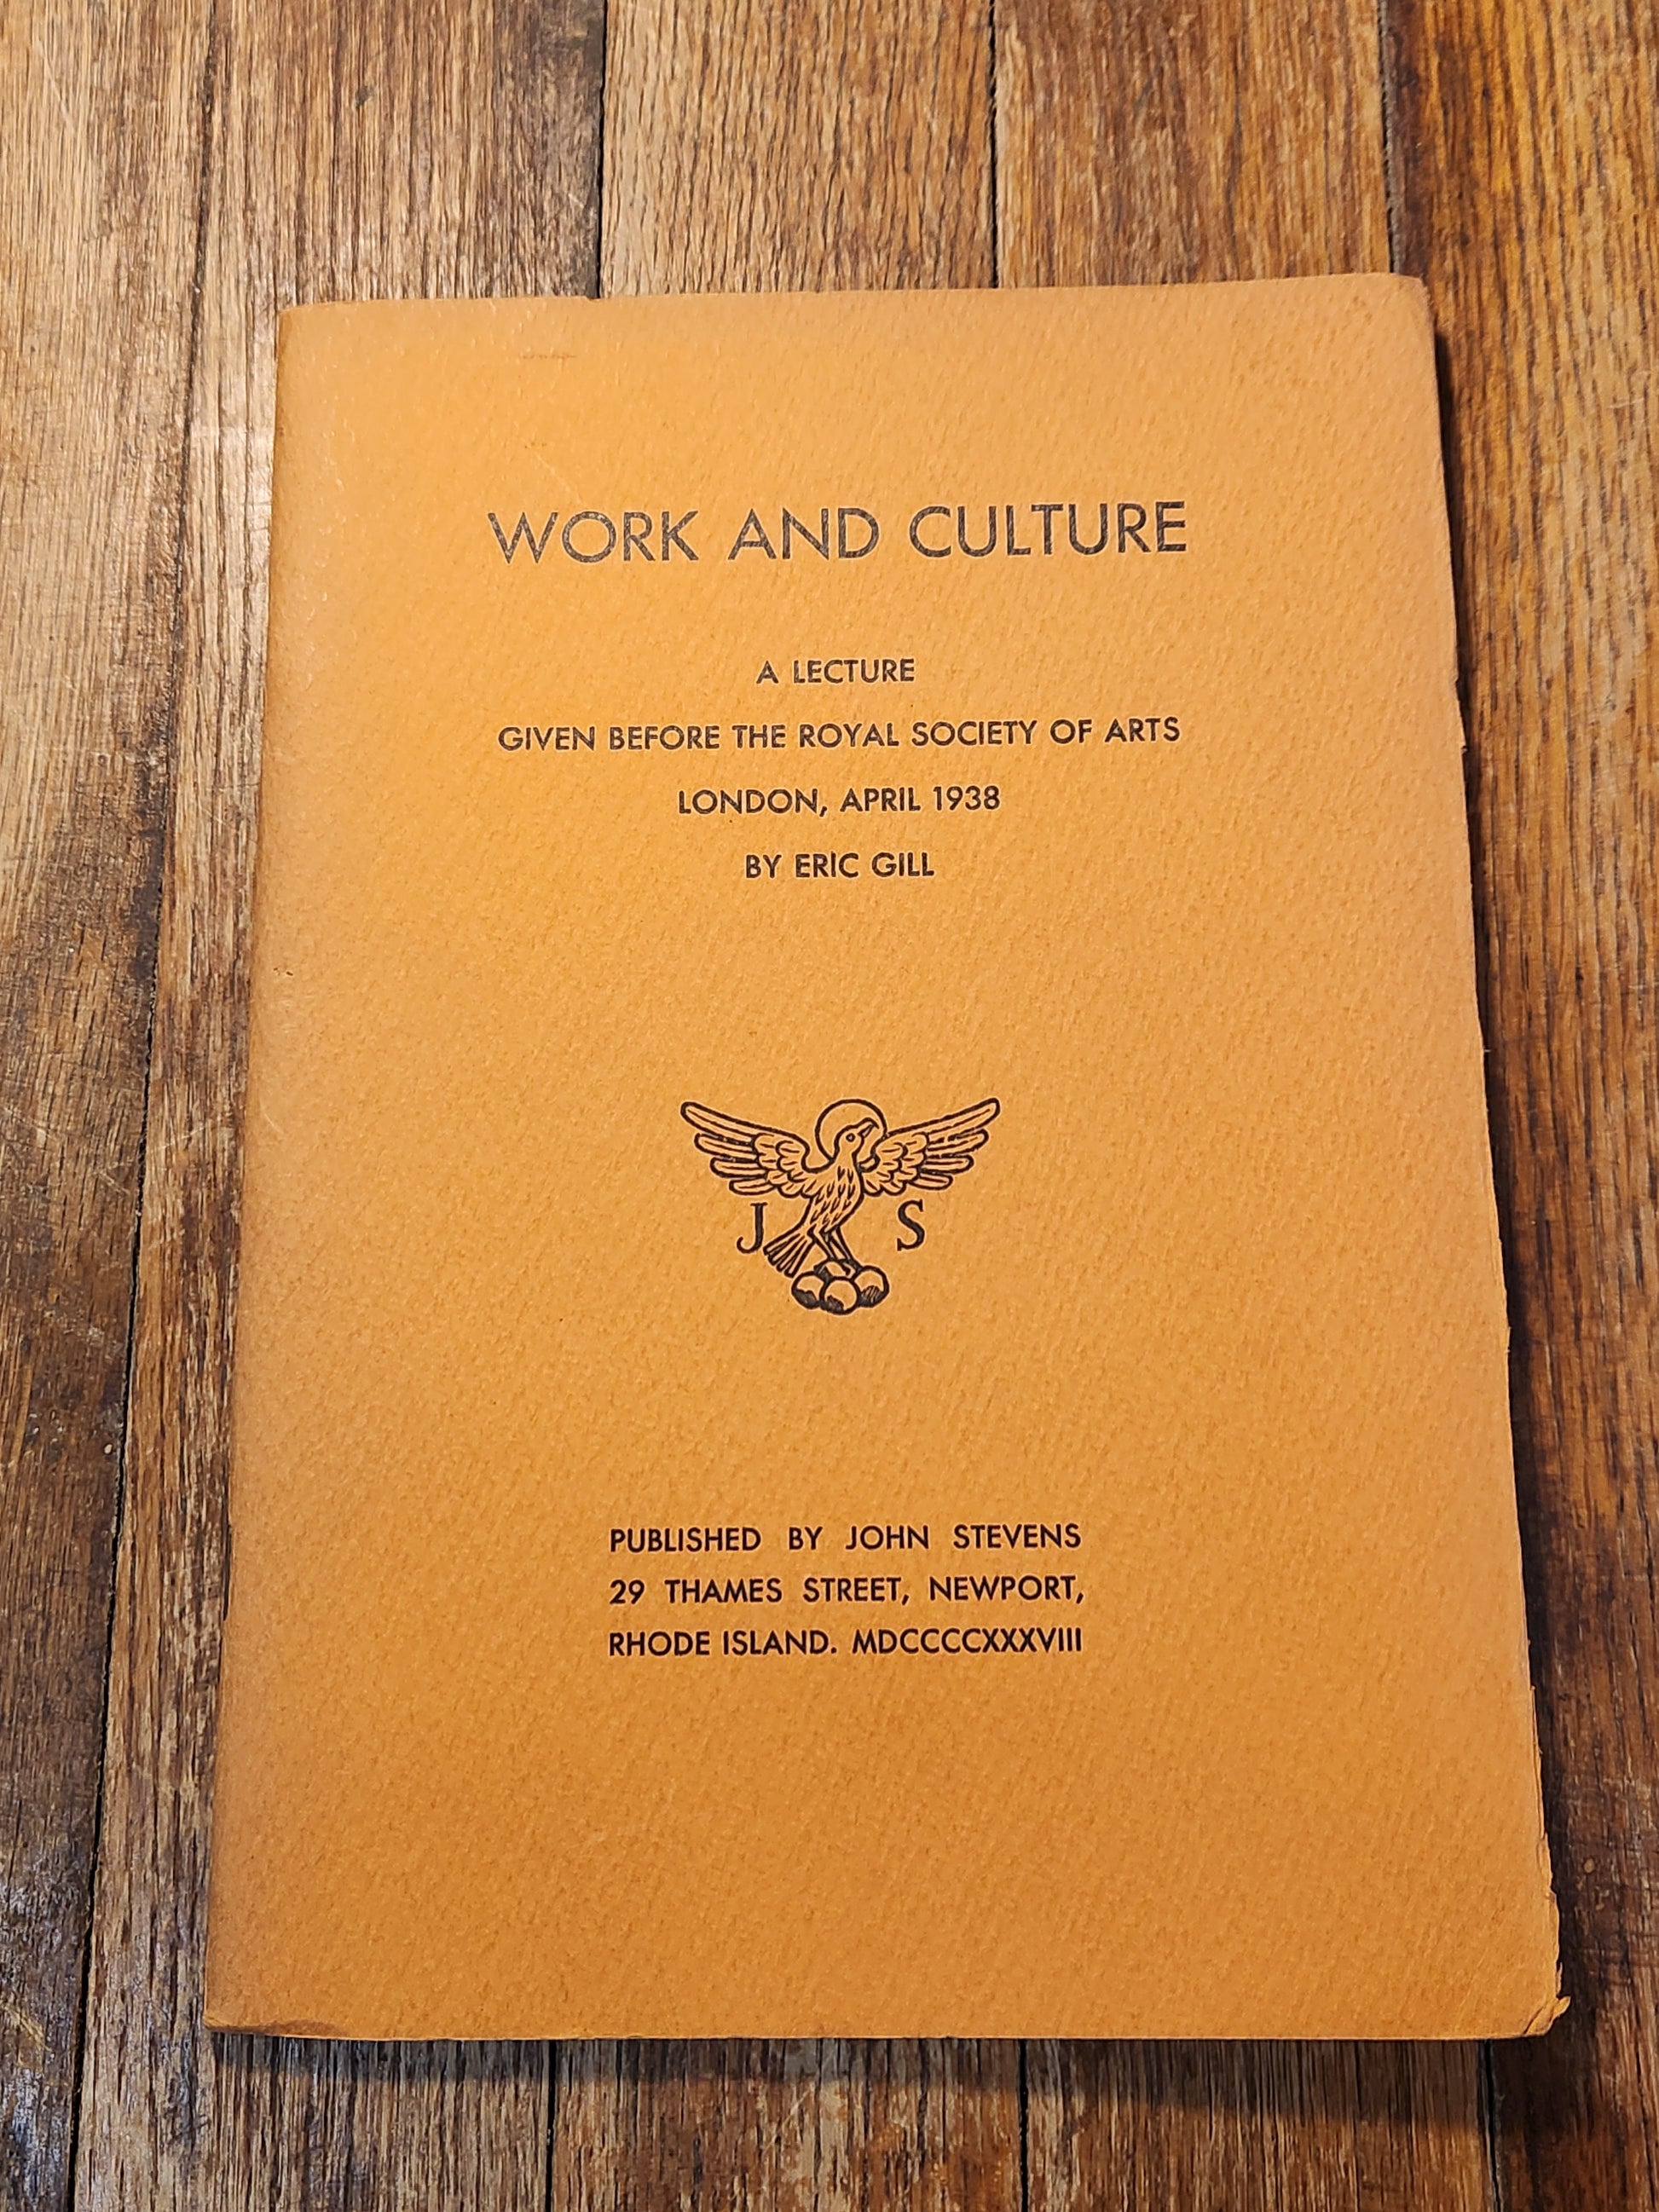 WORK AND CULTURE
A LECTURE
GIVEN BEFORE THE ROYAL SOCIETY OF ARTS
LONDON, APRIL 1938
BY ERIC GILL
J S
PUBLISHED BY JOHN STEVENS
29 THAMES STREET, NEWPORT,
RHODE ISLAND. MDCCCCXXXVIII